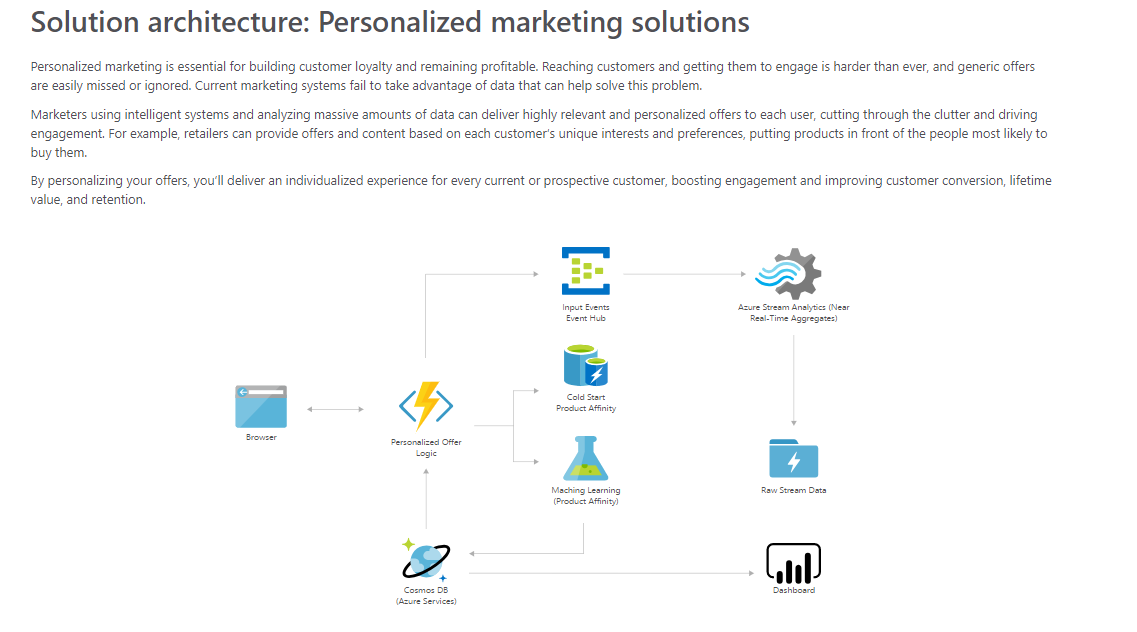 Solution architecture: Personalized marketing solutions
Personalized marketing is essential for building customer loyalty and remaining profitable. Reaching customers and getting them to engage is harder than ever, and generic offers
are easily missed or ignored. Current marketing systems fail to take advantage of data that can help solve this problem.
Marketers using intelligent systems and analyzing massive amounts of data can deliver highly relevant and personalized offers to each user, cutting through the clutter and driving
engagement. For example, retailers can provide offers and content based on each customer's unique interests and preferences, putting products in front of the people most likely to
buy them.
By personalizing your offers, you'll deliver an individualized experience for every current or prospective customer, boosting engagement and improving customer conversion, lifetime
value, and retention.
Input Events
Event Hub
Azure Stream Analytics (Near
Real-Time Aggregates)
Cold Start
Product Affinity
Browser
Personalized Offer
Logic
Maching Learning
(Product Affinity)
Raw Stream Data
Cosmos DB
(Azure Services)
Dashboard